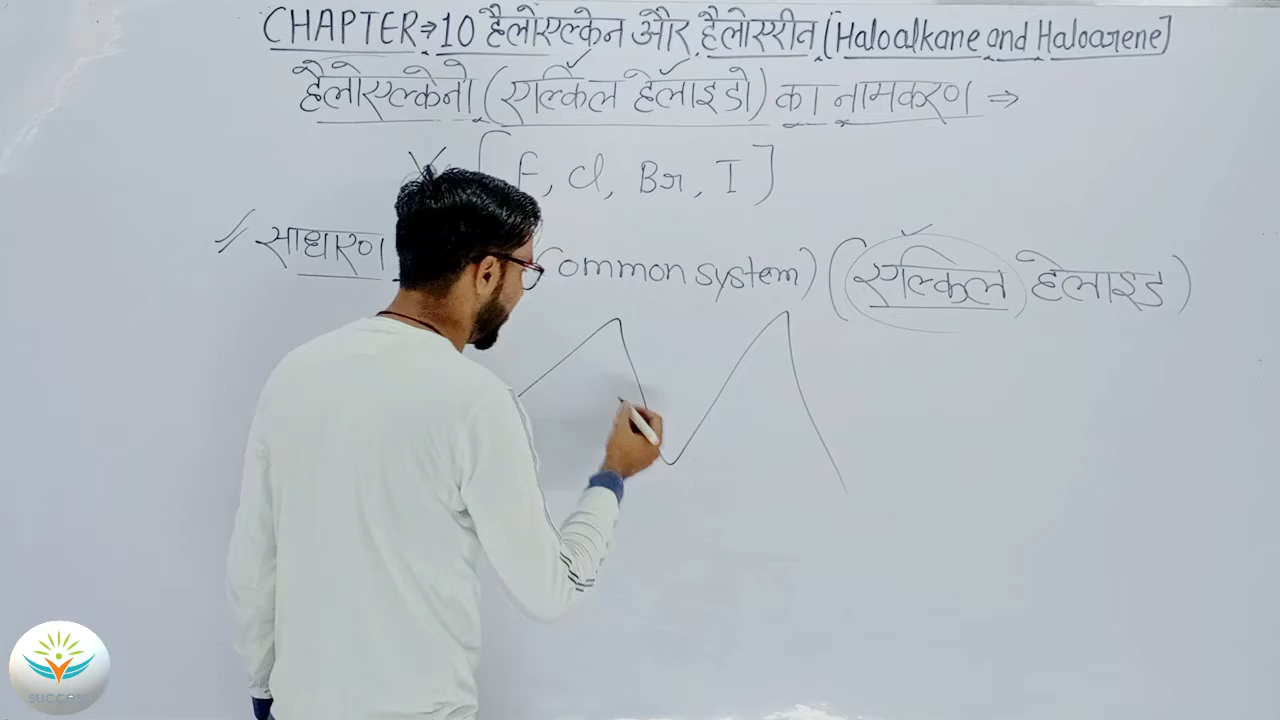 CHAPTER⇒10 हैलोएल्केन और हैलोएरीन (Haloalkane and Haloarene)
हैलोएल्केनो (एल्किल हैलाइडो) का नामकरण ⇒
X [F, Cl, Br, I]
साधारण Common system) (एल्किल हेलाइड)
SUCCESS